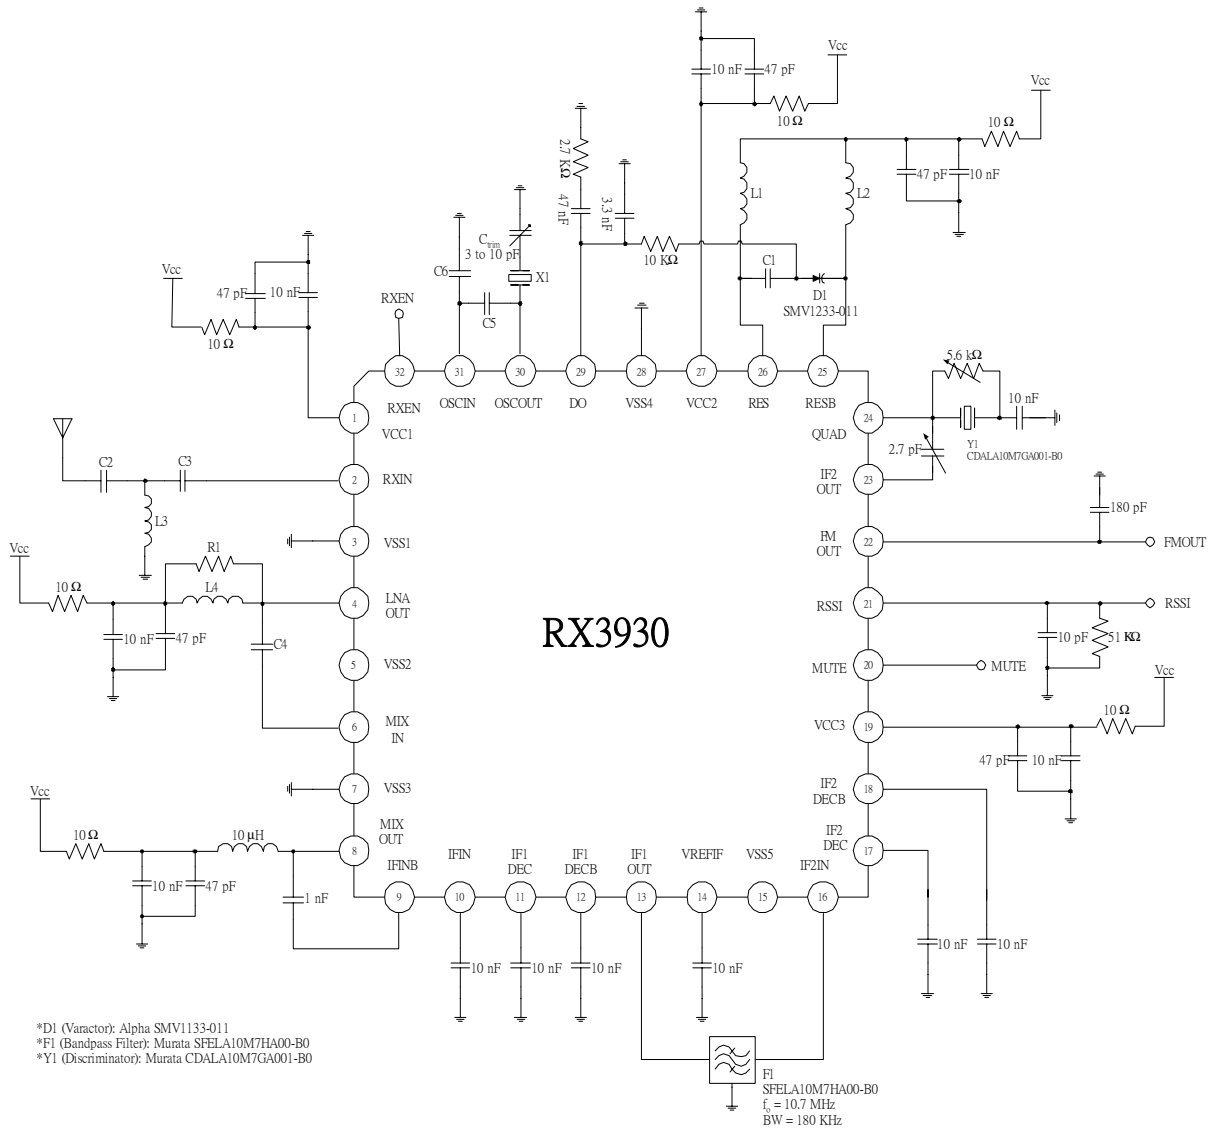 Vcc
10 nF
47 pF
10 Ω
Vcc
10 Ω
47 pF
10 nF
L1
L2
2.7 KΩ
47 nF
3.3 nF
10 KΩ
C1
D1
SMV1233-011
Ctrim
3 to 10 pF
X1
C6
C5
RXEN
Vcc
47 pF
10 nF
10 Ω
32
31
30
29
28
27
26
25
RXEN
OSCIN
OSCOUT
DO
VSS4
VCC2
RES
RESB
5.6 kΩ
10 nF
Y1
CDALA10M7GA001-B0
2.7 pF
1
VCC1
24
QUAD
C2
C3
L3
2
RXIN
23
IF2
OUT
3
VSS1
22
FM
OUT
180 pF
FMOUT
Vcc
10 Ω
R1
L4
10 nF
47 pF
C4
4
LNA
OUT
21
RSSI
RSSI
10 pF
51 KΩ
RX3930
5
VSS2
20
MUTE
MUTE
6
MIX
IN
19
VCC3
Vcc
10 Ω
47 pF
10 nF
7
VSS3
18
IF2
DECB
Vcc
10 Ω
10 µH
10 nF
47 pF
1 nF
8
MIX
OUT
17
IF2
DEC
IFINB
IFIN
IF1
DEC
IF1
DECB
IF1
OUT
VREFIF
VSS5
IF2IN
9
10
11
12
13
14
15
16
10 nF
10 nF
10 nF
10 nF
10 nF
10 nF
*D1 (Varactor): Alpha SMV1133-011
*F1 (Bandpass Filter): Murata SFELA10M7HA00-B0
*Y1 (Discriminator): Murata CDALA10M7GA001-B0
F1
SFELA10M7HA00-B0
fo = 10.7 MHz
BW = 180 KHz